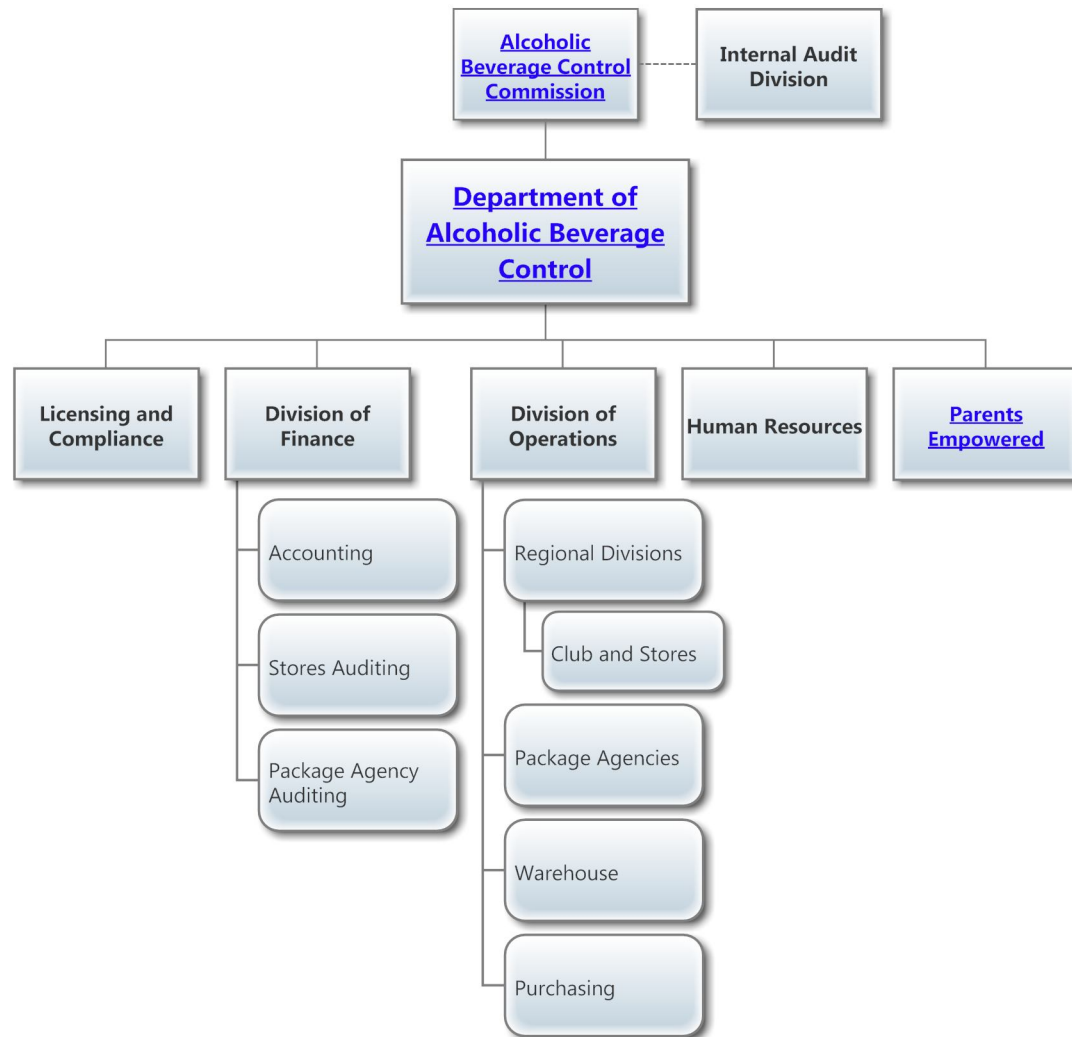 Alcoholic
Beverage Control
Commission
Internal Audit
Division
Department of
Alcoholic Beverage
Control
Licensing and
Compliance
Division of
Finance
Division of
Operations
Human Resources
Parents
Empowered
Accounting
Stores Auditing
Package Agency
Auditing
Regional Divisions
Club and Stores
Package Agencies
Warehouse
Purchasing